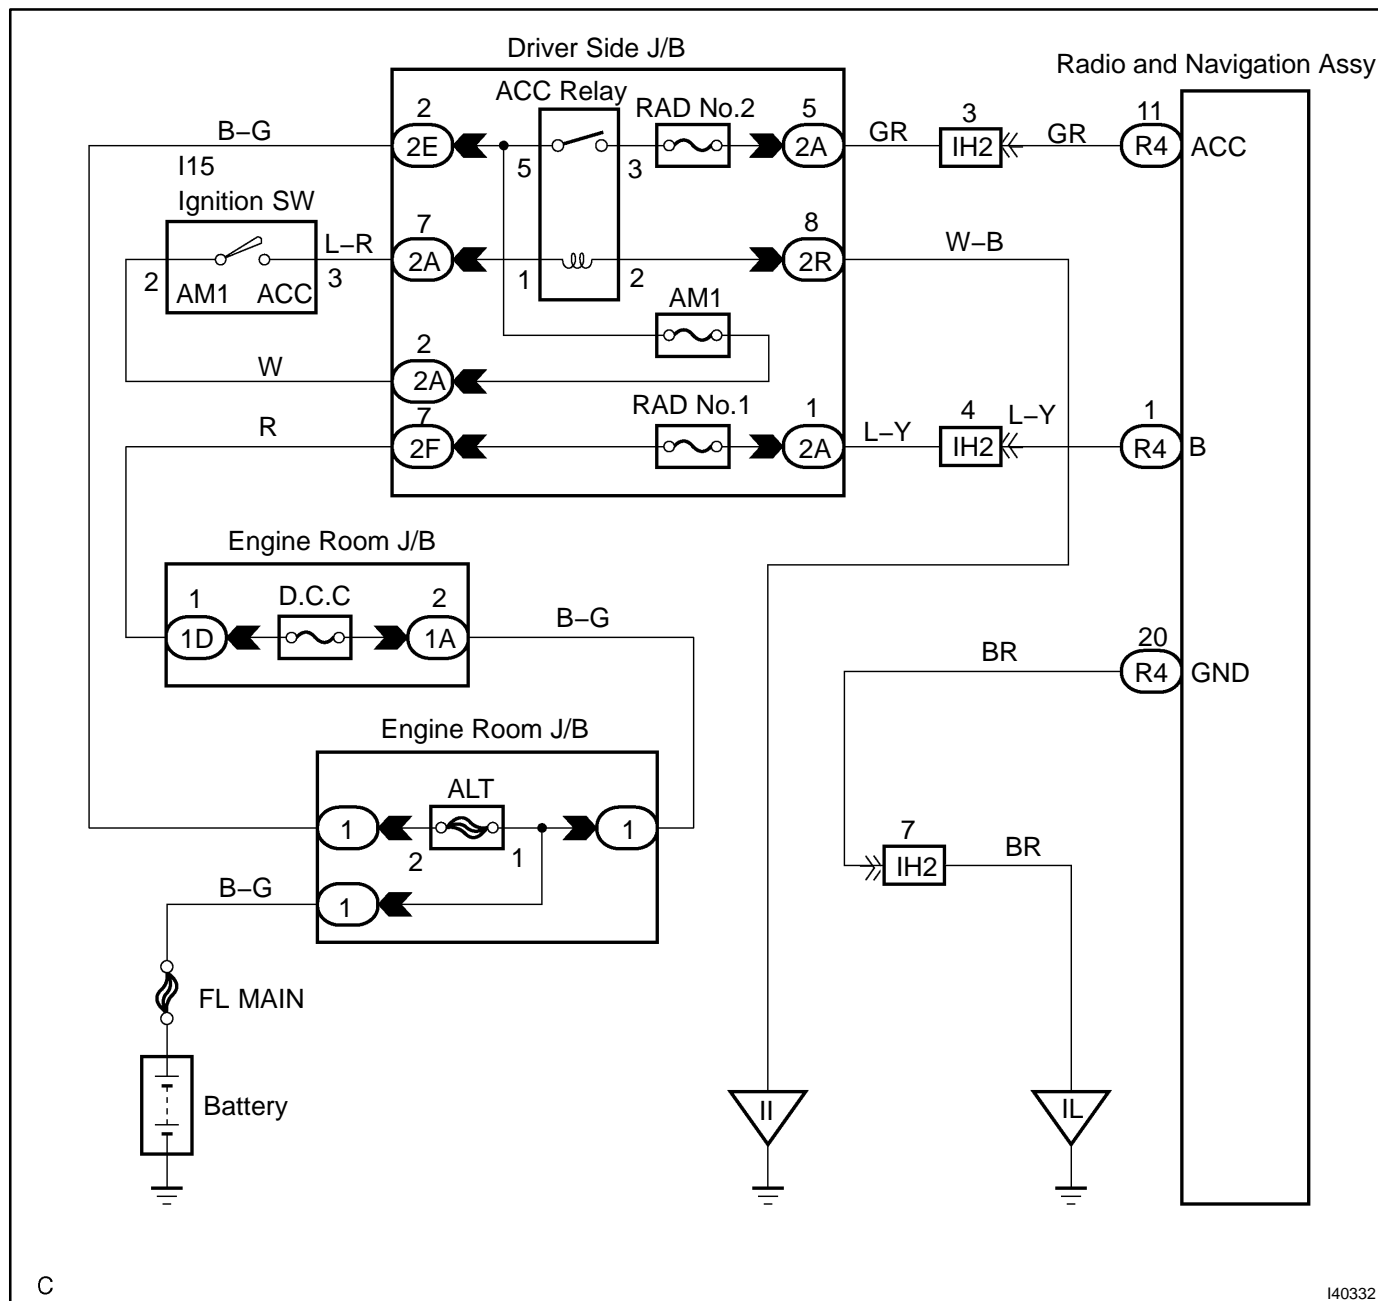 Driver Side J/B
Radio and Navigation Assy
ACC Relay
RAD No.2
2
5
3
11
B–G
2E
2A
GR
IH2
GR
R4
ACC
I15
5
3
Ignition SW
7
8
L–R
2A
2R
W–B
2
AM1
ACC
3
1
2
AM1
2
W
2A
RAD No.1
7
1
4
L–Y
1
R
2F
2A
L–Y
IH2
R4
B
Engine Room J/B
1
D.C.C
2
B–G
1D
1A
20
BR
R4
GND
Engine Room J/B
ALT
1
1
7
2
1
IH2
BR
B–G
1
FL MAIN
Battery
II
IL
C
I40332